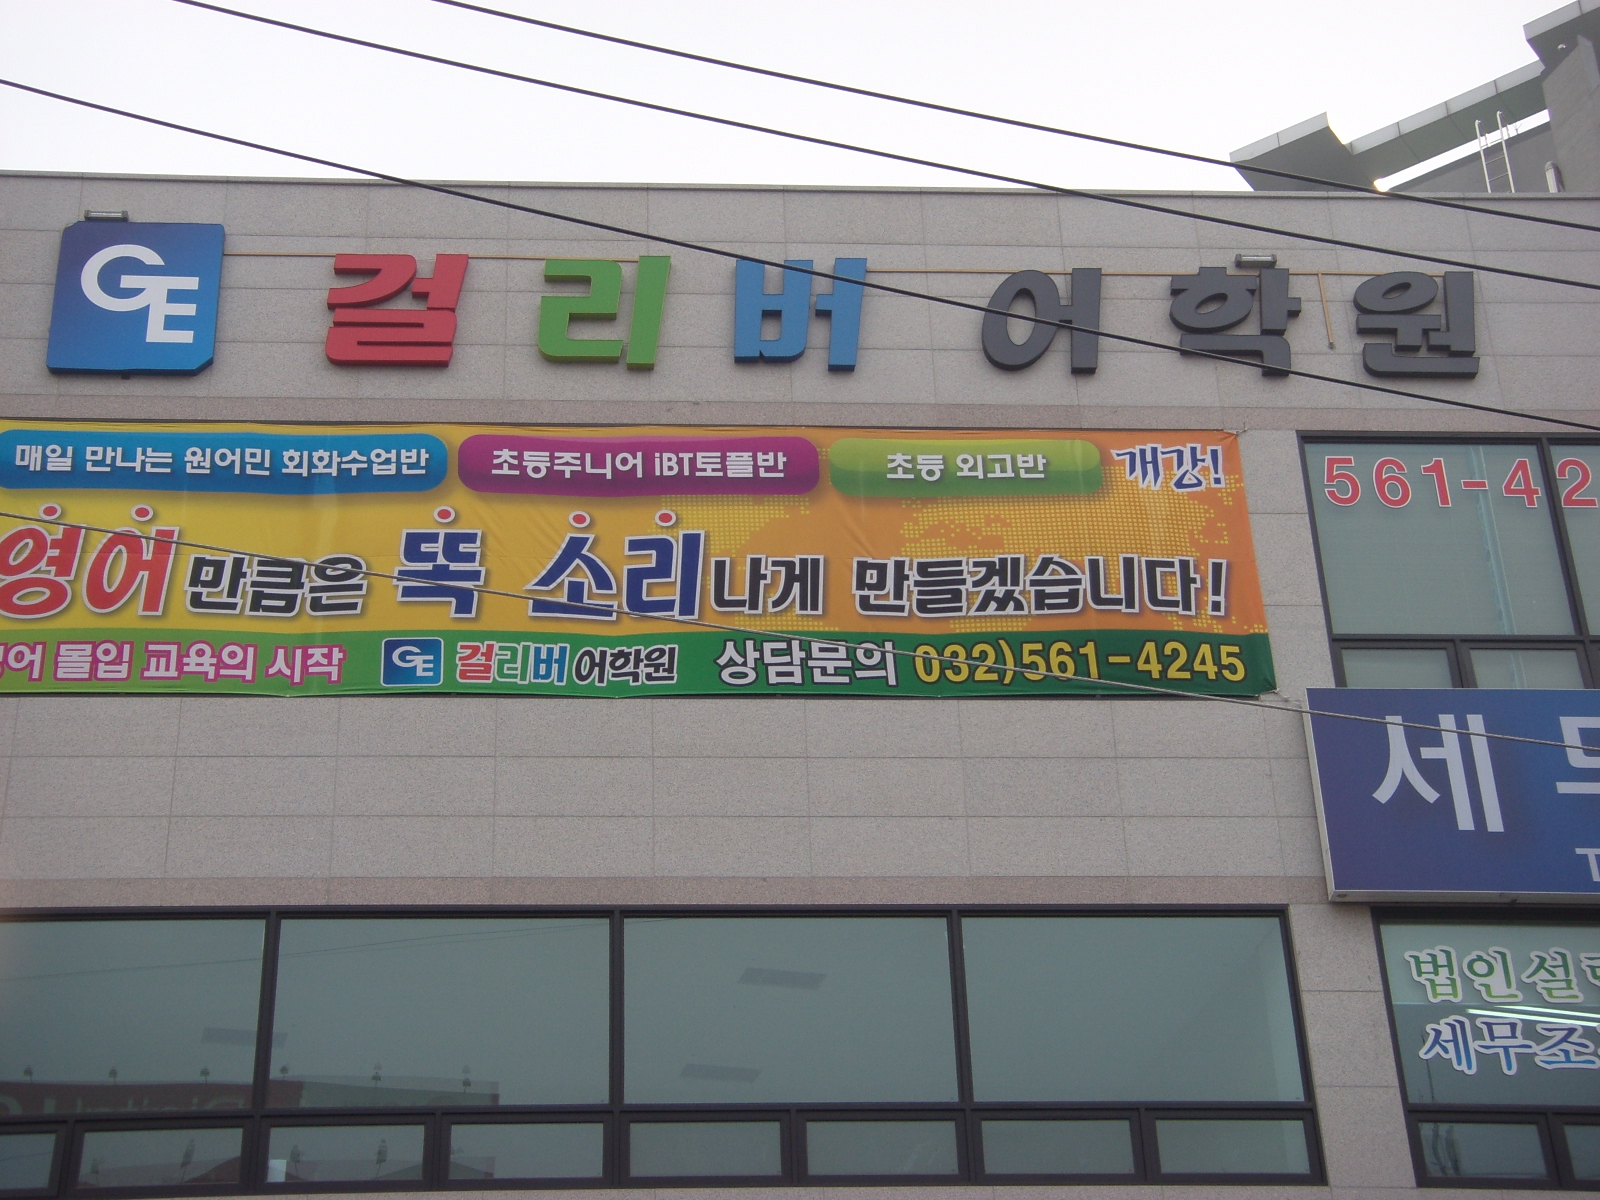 GE 걸리버 어학원
매일 만나는 원어민 회화수업반 초등주니어 iBT토플반 초등 외고반 개강!
영어만큼은 똑 소리나게 만들겠습니다!
어 몰입 교육의 시작 GE 걸리버어학원 상담문의 032)561-4245
561-42
세
법인설
세무조